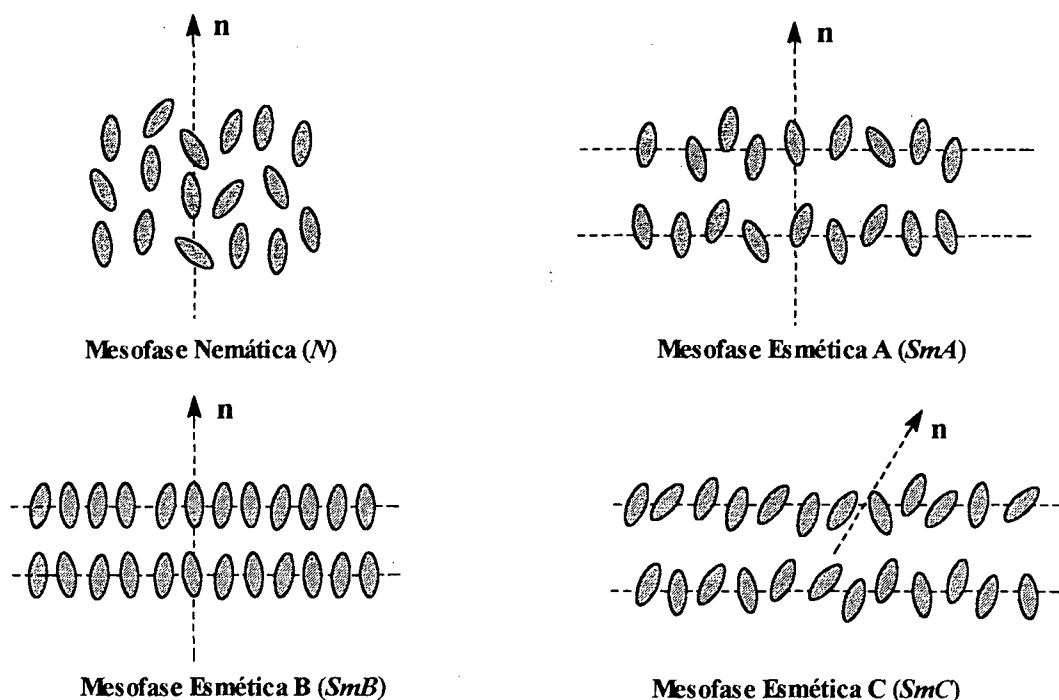 n
n
Mesofase Nemática (N)
Mesofase Esmética A (SmA)
n
n
Mesofase Esmética B (SmB)
Mesofase Esmética C (SmC)